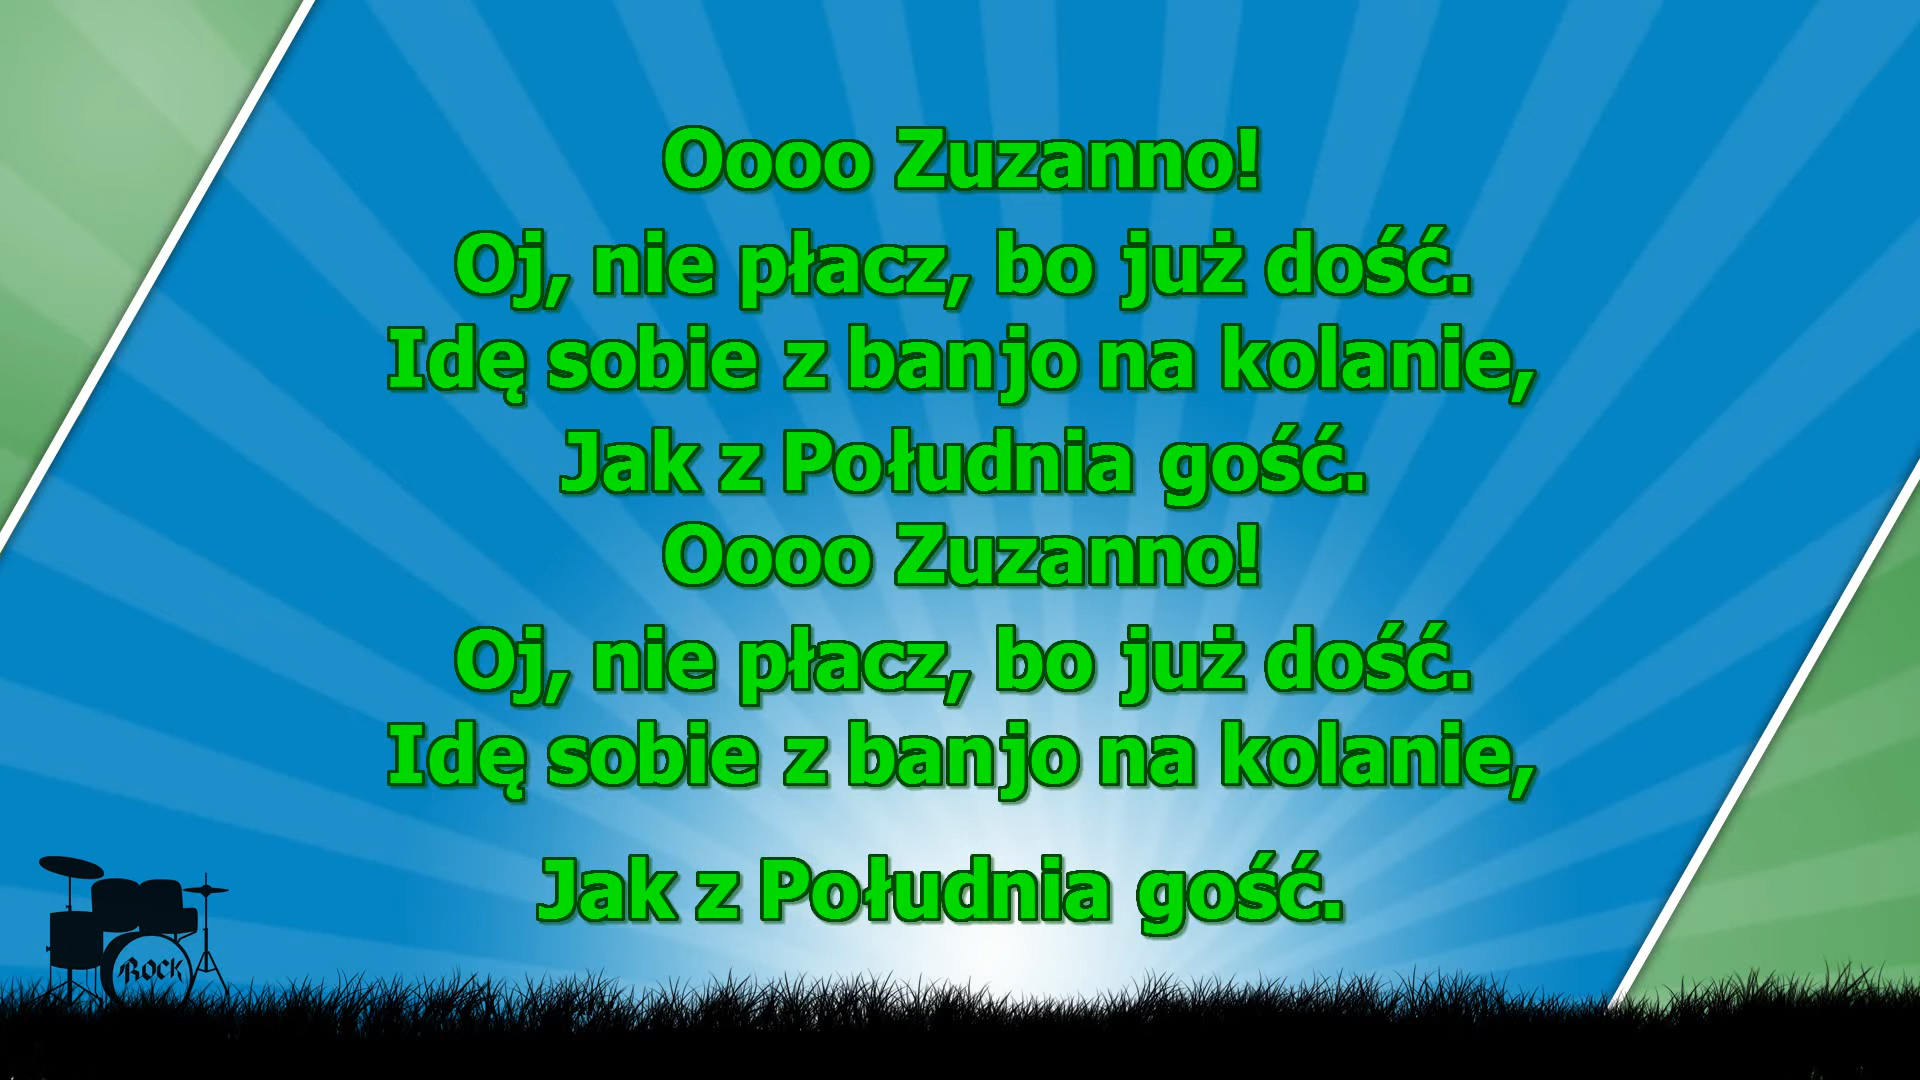 Oooo Zuzanno!
Oj, nie płacz, bo już dość.
Idę sobie z banjo na kolanie,
Jak z Południa gość.
Oooo Zuzanno!
Oj, nie płacz, bo już dość.
Idę sobie z banjo na kolanie,
Jak z Południa gość.
ROCK